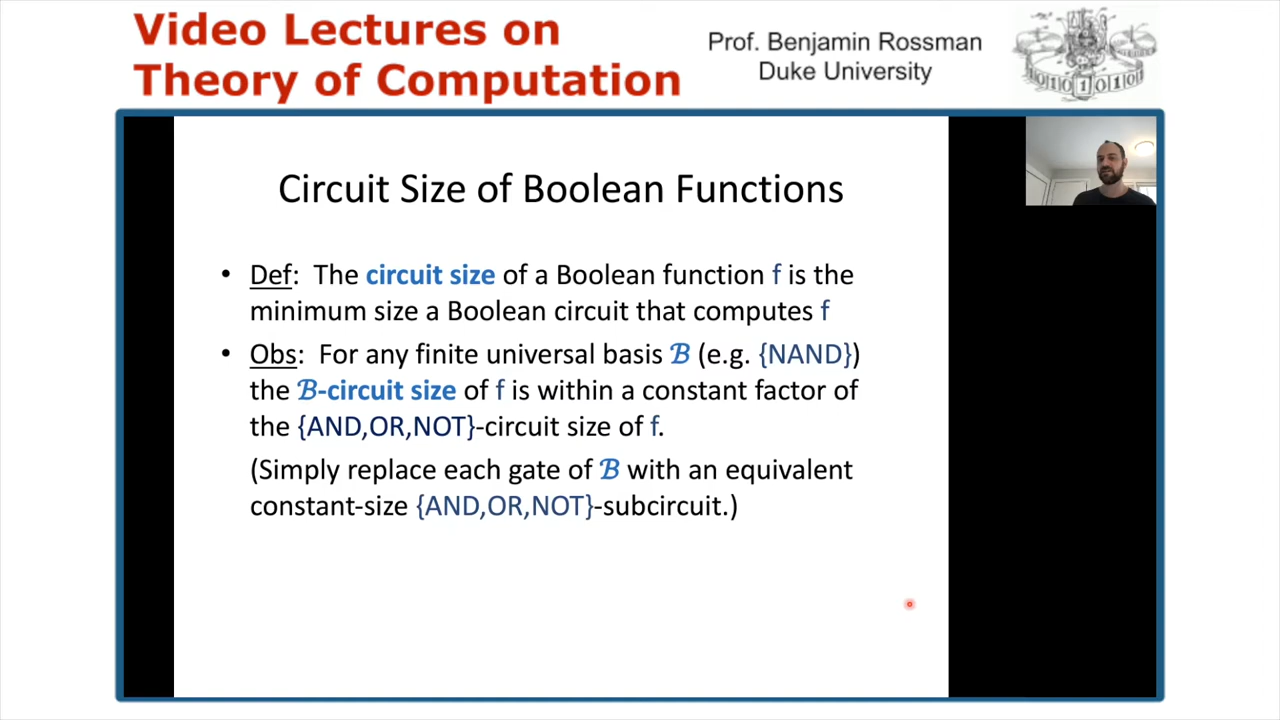 Video Lectures on
Theory of Computation
Prof. Benjamin Rossman
Duke University
Circuit Size of Boolean Functions
• Def: The circuit size of a Boolean function f is the
minimum size a Boolean circuit that computes f
• Obs: For any finite universal basis ℬ (e.g. {NAND})
the ℬ-circuit size of f is within a constant factor of
the {AND,OR,NOT}-circuit size of f.
(Simply replace each gate of ℬ with an equivalent
constant-size {AND,OR,NOT}-subcircuit.)